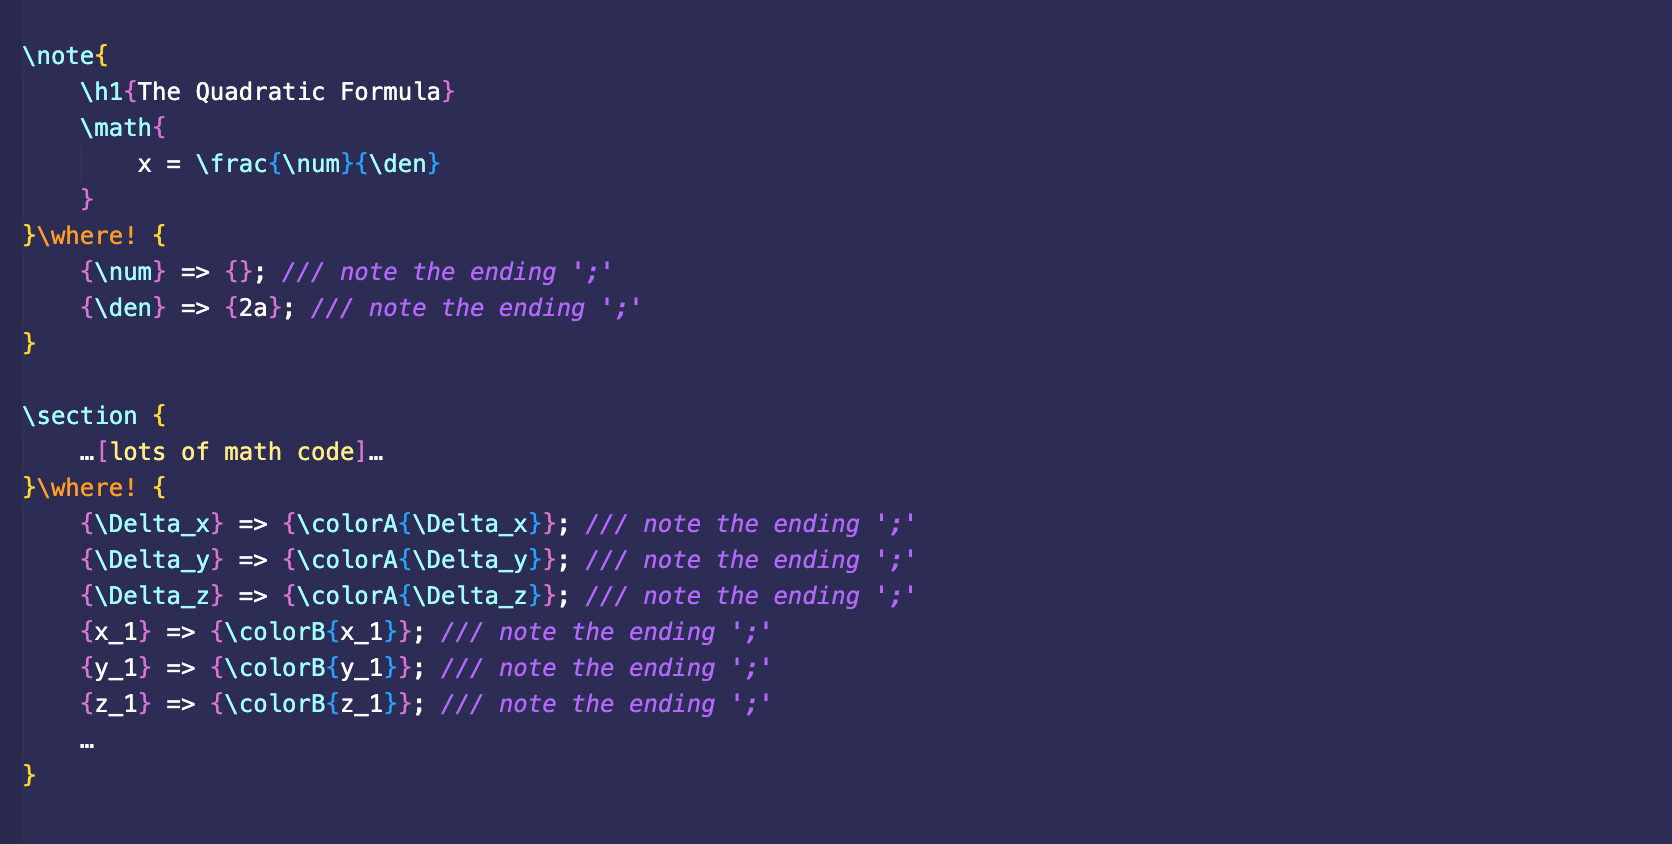 \note{
    \h1{The Quadratic Formula}
    \math{
        x = \frac{\num}{\den}
    }
}\where! {
    {\num} => {}; /// note the ending ';'
    {\den} => {2a}; /// note the ending ';'
}

\section {
    …[lots of math code]…
}\where! {
    {\Delta_x} => {\colorA{\Delta_x}}; /// note the ending ';'
    {\Delta_y} => {\colorA{\Delta_y}}; /// note the ending ';'
    {\Delta_z} => {\colorA{\Delta_z}}; /// note the ending ';'
    {x_1} => {\colorB{x_1}}; /// note the ending ';'
    {y_1} => {\colorB{y_1}}; /// note the ending ';'
    {z_1} => {\colorB{z_1}}; /// note the ending ';'
    …
}